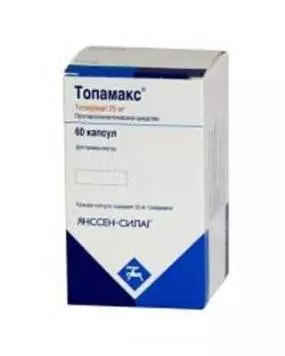 Топамакс®
Топирамат 25 мг
Противоэпилептическое средство
60 капсул
Для приема внутрь
Каждая капсула содержит 25 мг топирамата
ЯНССЕН-СИЛАГ